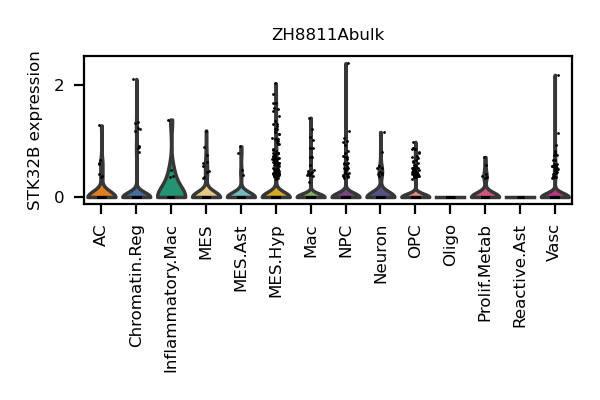 ZH8811Abulk
STK32B expression
2
0
AC
Chromatin.Reg
Inflammatory.Mac
MES
MES.Ast
MES.Hyp
Mac
NPC
Neuron
OPC
Oligo
Prolif.Metab
Reactive.Ast
Vasc